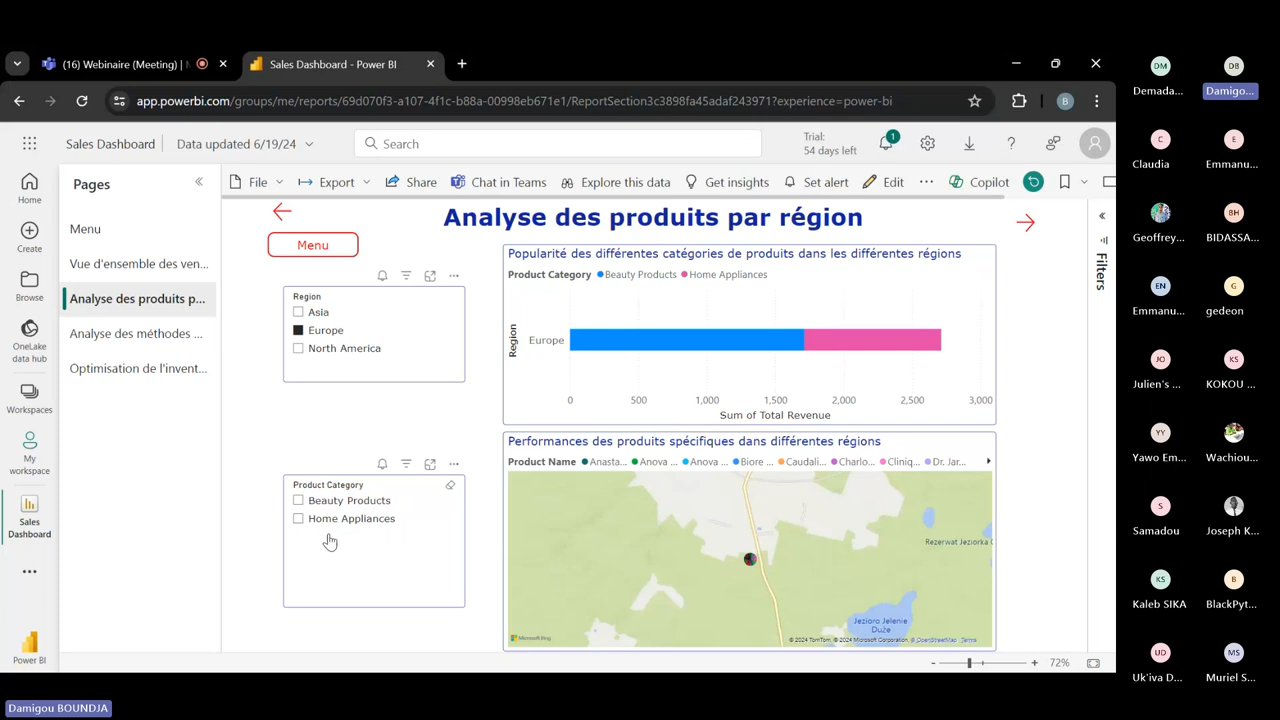 (16) Webinaire (Meeting) |
Sales Dashboard - Power BI
app.powerbi.com/groups/me/reports/69d070f3-a107-4f1c-b88a-00998eb671e1/ReportSection3c3898fa45adaf243971?experience=power-bi
B
Sales Dashboard
Data updated 6/19/24
Search
Trial:
54 days left
1
File
Export
Share
Chat in Teams
Explore this data
Get insights
Set alert
Edit
Copilot
Home
Create
Browse
OneLake
data hub
Workspaces
My
workspace
Sales
Dashboard
Power BI
Pages
Menu
Vue d'ensemble des ven...
Analyse des produits p...
Analyse des méthodes ...
Optimisation de l'invent...
Menu
Analyse des produits par région
Region
Asia
Europe
North America
Product Category
Beauty Products
Home Appliances
Popularité des différentes catégories de produits dans les différentes régions
Product Category Beauty Products Home Appliances
Region
Europe
0 500 1,000 1,500 2,000 2,500 3,000
Sum of Total Revenue
Performances des produits spécifiques dans différentes régions
Product Name Anasta... Anova ... Anova ... Biore ... Caudali... Charlo... Cliniq... Dr. Jar...
Rezerwat Jeziorka
Jezioro Jelenie
Duże
Microsoft Bing
© 2024 TomTom, © 2024 Microsoft Corporation, © OpenStreetMap Terms
Filters
72%
DM
Demada...
DB
Damigo...
C
Claudia
E
Emmanu...
Geoffrey...
BH
BIDASSA...
EN
Emmanu...
G
gedeon
JO
Julien's ...
KS
KOKOU ...
YY
Yawo Em...
Wachiou...
S
Samadou
Joseph K...
KS
Kaleb SIKA
B
BlackPyt...
UD
Uk'iva D...
MS
Muriel S...
Damigou BOUNDJA